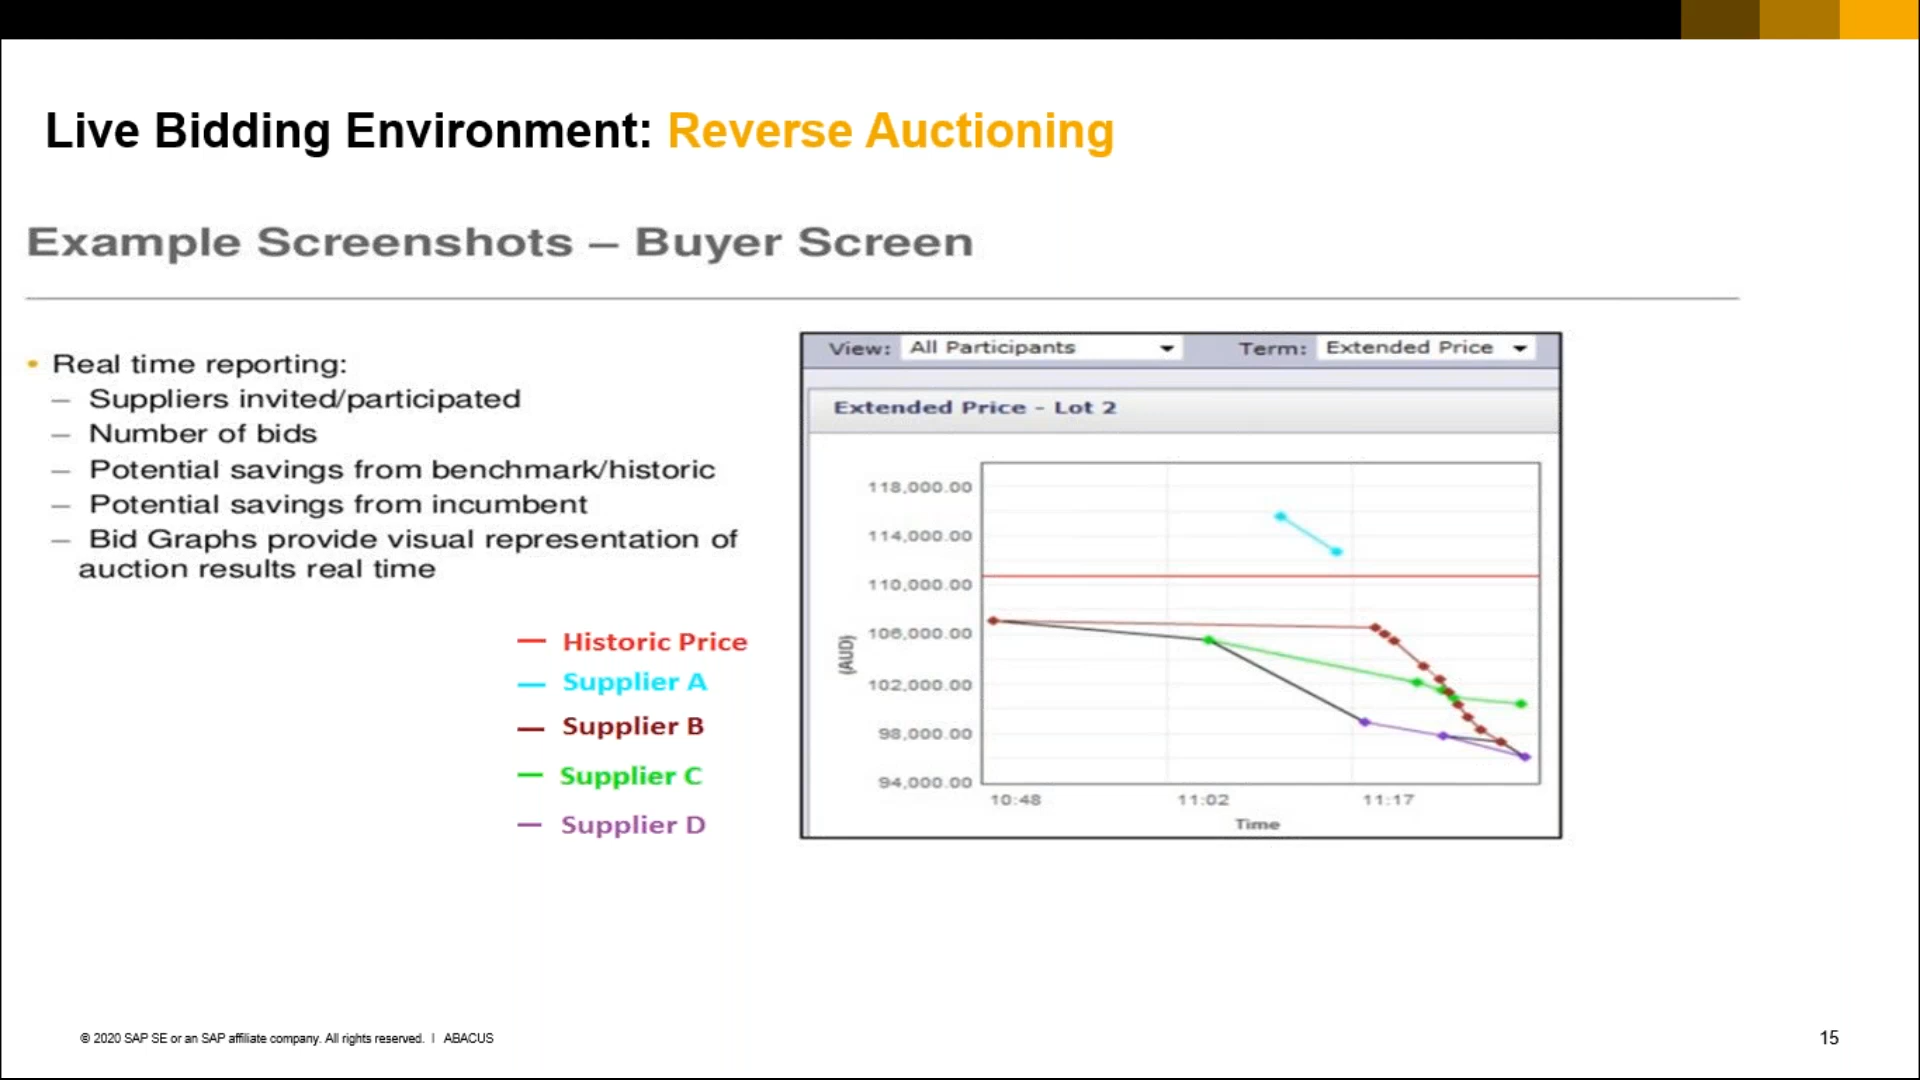 Live Bidding Environment: Reverse Auctioning
Example Screenshots – Buyer Screen
• Real time reporting:
– Suppliers invited/participated
– Number of bids
– Potential savings from benchmark/historic
– Potential savings from incumbent
– Bid Graphs provide visual representation of
auction results real time
Historic Price
Supplier A
Supplier B
Supplier C
Supplier D
View: All Participants Term: Extended Price
Extended Price - Lot 2
118,000.00
114,000.00
110,000.00
106,000.00
102,000.00
98,000.00
94,000.00
(AUD)
10:48 11:02 11:17
Time
© 2020 SAP SE or an SAP affiliate company. All rights reserved. | ABACUS
15